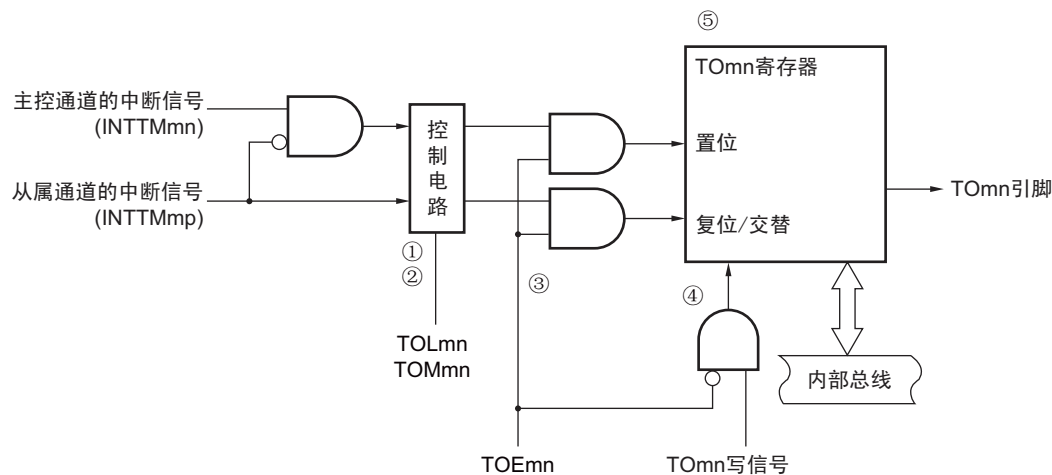 ⑤
TOmn寄存器
主控通道的中断信号
(INTTMmn)
控制电路
置位
从属通道的中断信号
(INTTMmp)
TOmn引脚
复位/交替
①
②
③
④
TOLmn
TOMmn
内部总线
TOEmn
TOmn写信号